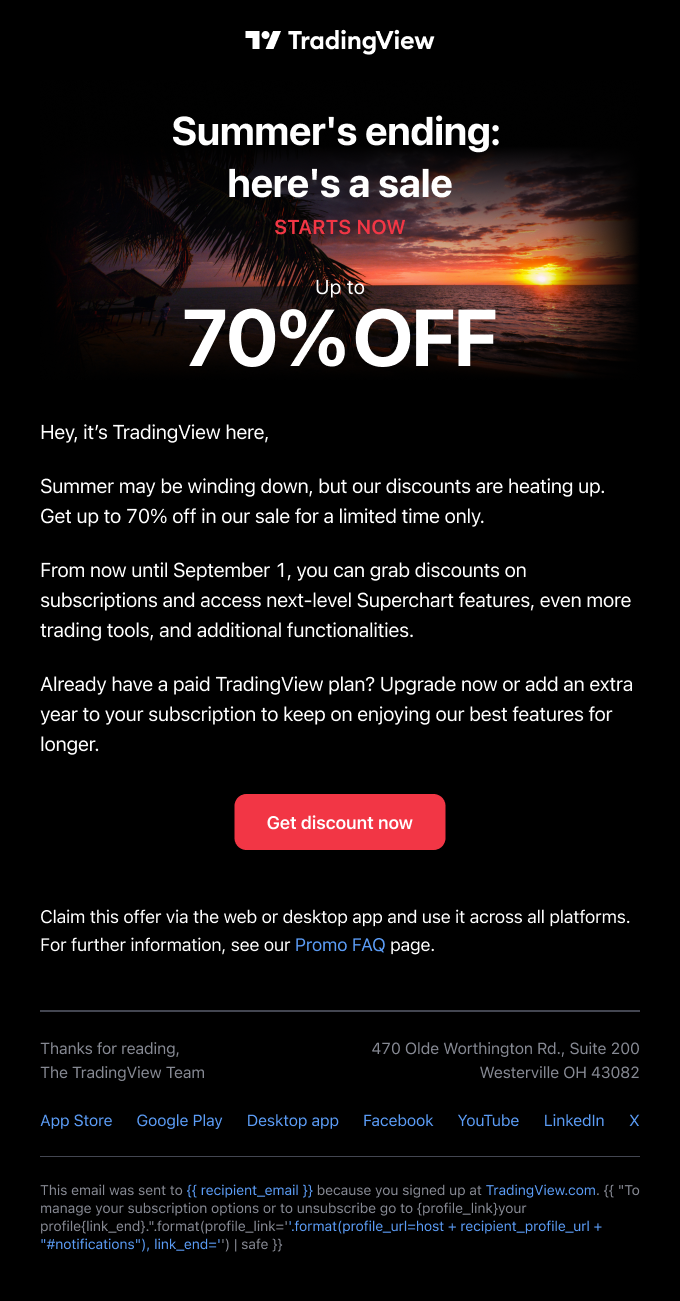 TradingView
Summer's ending:
here's a sale
STARTS NOW
Up to
70% OFF
Hey, it’s TradingView here,
Summer may be winding down, but our discounts are heating up.
Get up to 70% off in our sale for a limited time only.
From now until September 1, you can grab discounts on
subscriptions and access next-level Superchart features, even more
trading tools, and additional functionalities.
Already have a paid TradingView plan? Upgrade now or add an extra
year to your subscription to keep on enjoying our best features for
longer.
Get discount now
Claim this offer via the web or desktop app and use it across all platforms.
For further information, see our Promo FAQ page.
Thanks for reading,
The TradingView Team
470 Olde Worthington Rd., Suite 200
Westerville OH 43082
App Store Google Play Desktop app Facebook YouTube LinkedIn X
This email was sent to {{ recipient_email }} because you signed up at TradingView.com. {{ "To
manage your subscription options or to unsubscribe go to {profile_link}your
profile{link_end}.".format(profile_link=''.format(profile_url=host + recipient_profile_url +
"#notifications"), link_end='') | safe }}